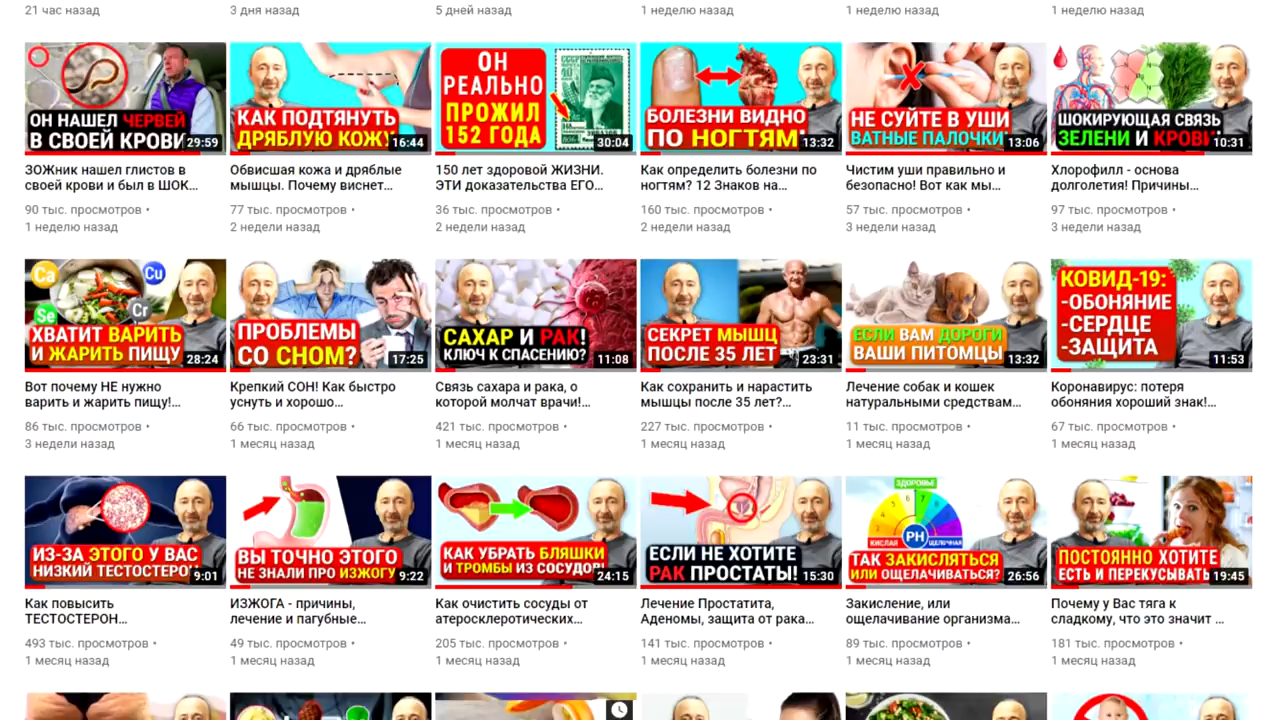 21 час назад
3 дня назад
5 дней назад
1 неделю назад
1 неделю назад
1 неделю назад
ОН НАШЕЛ ЧЕРВЕЙ
В СВОЕЙ КРОВИ
29:59
ЗОЖник нашел глистов в
своей крови и был в ШОК...
90 тыс. просмотров •
1 неделю назад
КАК ПОДТЯНУТЬ
ДРЯБЛУЮ КОЖУ
16:44
Обвисшая кожа и дряблые
мышцы. Почему виснет...
77 тыс. просмотров •
2 недели назад
ОН
РЕАЛЬНО
ПРОЖИЛ
152 ГОДА
30:04
150 лет здоровой ЖИЗНИ.
ЭТИ доказательства ЕГО...
36 тыс. просмотров •
2 недели назад
БОЛЕЗНИ ВИДНО
ПО НОГТЯМ!
13:32
Как определить болезни по
ногтям? 12 Знаков на...
160 тыс. просмотров •
2 недели назад
НЕ СУЙТЕ В УШИ
ВАТНЫЕ ПАЛОЧКИ
13:06
Чистим уши правильно и
безопасно! Вот как мы...
57 тыс. просмотров •
3 недели назад
ШОКИРУЮЩАЯ СВЯЗЬ
ЗЕЛЕНИ И КРОВИ
10:31
Хлорофилл - основа
долголетия! Причины...
97 тыс. просмотров •
3 недели назад
Ca
Cu
Se
Cr
ХВАТИТ ВАРИТЬ
И ЖАРИТЬ ПИЩУ
28:24
Вот почему НЕ нужно
варить и жарить пищу!...
86 тыс. просмотров •
3 недели назад
ПРОБЛЕМЫ
СО СНОМ?
17:25
Крепкий СОН! Как быстро
уснуть и хорошо...
66 тыс. просмотров •
1 месяц назад
САХАР И РАК!
КЛЮЧ К СПАСЕНИЮ?
11:08
Связь сахара и рака, о
которой молчат врачи!...
421 тыс. просмотров •
1 месяц назад
СЕКРЕТ МЫШЦ
ПОСЛЕ 35 ЛЕТ
23:31
Как сохранить и нарастить
мышцы после 35 лет?...
227 тыс. просмотров •
1 месяц назад
ЕСЛИ ВАМ ДОРОГИ
ВАШИ ПИТОМЦЫ
13:32
Лечение собак и кошек
натуральными средствам...
11 тыс. просмотров •
1 месяц назад
КОВИД-19:
-ОБОНЯНИЕ
-СЕРДЦЕ
-ЗАЩИТА
11:53
Коронавирус: потеря
обоняния хороший знак!...
67 тыс. просмотров •
1 месяц назад
ИЗ-ЗА ЭТОГО У ВАС
НИЗКИЙ ТЕСТОСТЕРОН
9:01
Как повысить
ТЕСТОСТЕРОН...
493 тыс. просмотров •
1 месяц назад
ВЫ ТОЧНО ЭТОГО
НЕ ЗНАЛИ ПРО ИЗЖОГУ
9:22
ИЗЖОГА - причины,
лечение и пагубные...
49 тыс. просмотров •
1 месяц назад
КАК УБРАТЬ БЛЯШКИ
И ТРОМБЫ ИЗ СОСУДОВ
24:15
Как очистить сосуды от
атеросклеротических...
205 тыс. просмотров •
1 месяц назад
ЕСЛИ НЕ ХОТИТЕ
РАК ПРОСТАТЫ!
15:30
Лечение Простатита,
Аденомы, защита от рака...
141 тыс. просмотров •
1 месяц назад
ЗДОРОВЬЕ
КИСЛАЯ
PH
ЩЕЛОЧНАЯ
ТАК ЗАКИСЛЯТЬСЯ
ИЛИ ОЩЕЛАЧИВАТЬСЯ?
26:56
Закисление, или
ощелачивание организма...
89 тыс. просмотров •
1 месяц назад
ПОСТОЯННО ХОТИТЕ
ЕСТЬ И ПЕРЕКУСЫВАТЬ
19:45
Почему у Вас тяга к
сладкому, что это значит ...
181 тыс. просмотров •
1 месяц назад